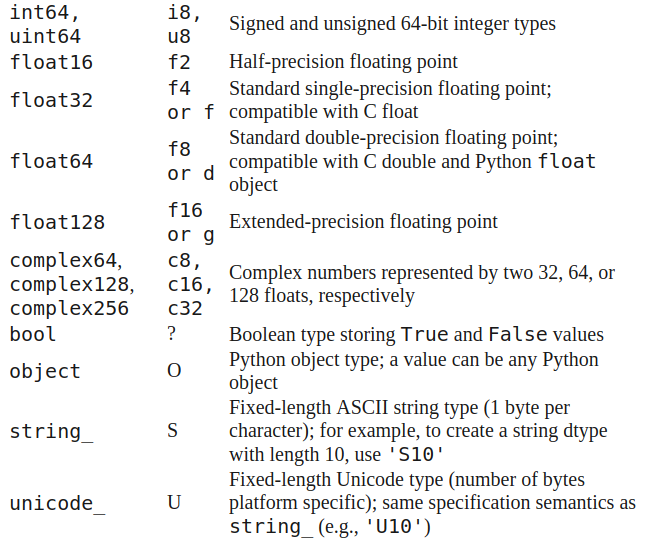 int64, i8, Signed and unsigned 64-bit integer types
uint64 u8
float16 f2 Half-precision floating point
float32 f4 Standard single-precision floating point;
or f compatible with C float
float64 f8 Standard double-precision floating point;
or d compatible with C double and Python float
object
float128 f16 Extended-precision floating point
or g
complex64, c8, Complex numbers represented by two 32, 64, or
complex128, c16, 128 floats, respectively
complex256 c32
bool ? Boolean type storing True and False values
object O Python object type; a value can be any Python
object
string_ S Fixed-length ASCII string type (1 byte per
character); for example, to create a string dtype
with length 10, use 'S10'
unicode_ U Fixed-length Unicode type (number of bytes
platform specific); same specification semantics as
string_ (e.g., 'U10')